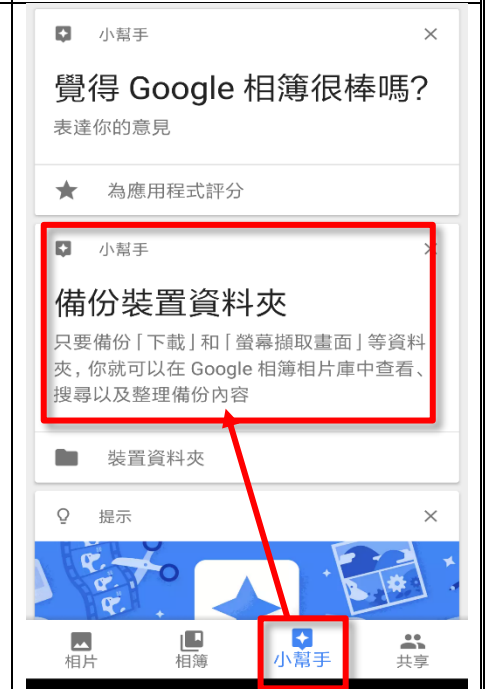 小幫手
覺得 Google 相簿很棒嗎?
表達你的意見
為應用程式評分
小幫手
備份裝置資料夾
只要備份「下載」和「螢幕擷取畫面」等資料
夾，你就可以在 Google 相簿相片庫中查看、
搜尋以及整理備份內容
裝置資料夾
提示
相片 相簿 小幫手 共享